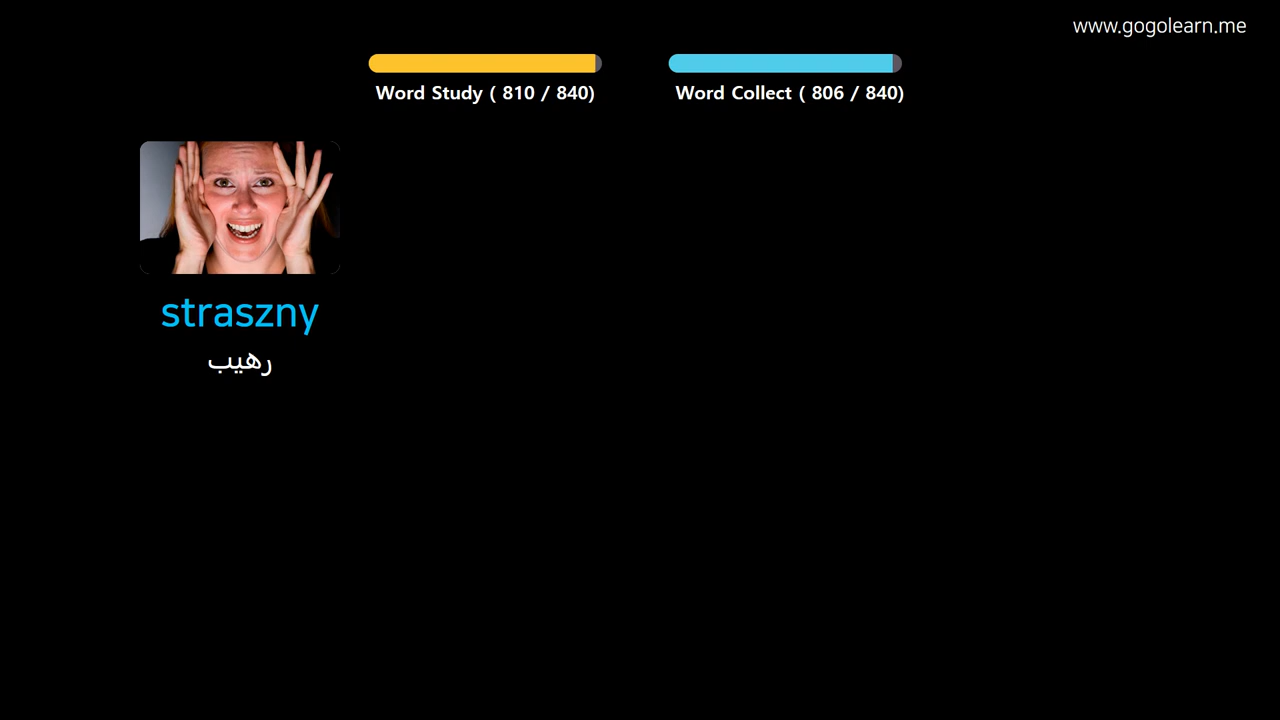 www.gogolearn.me
Word Study ( 810 / 840)
Word Collect ( 806 / 840)
straszny
رهيب